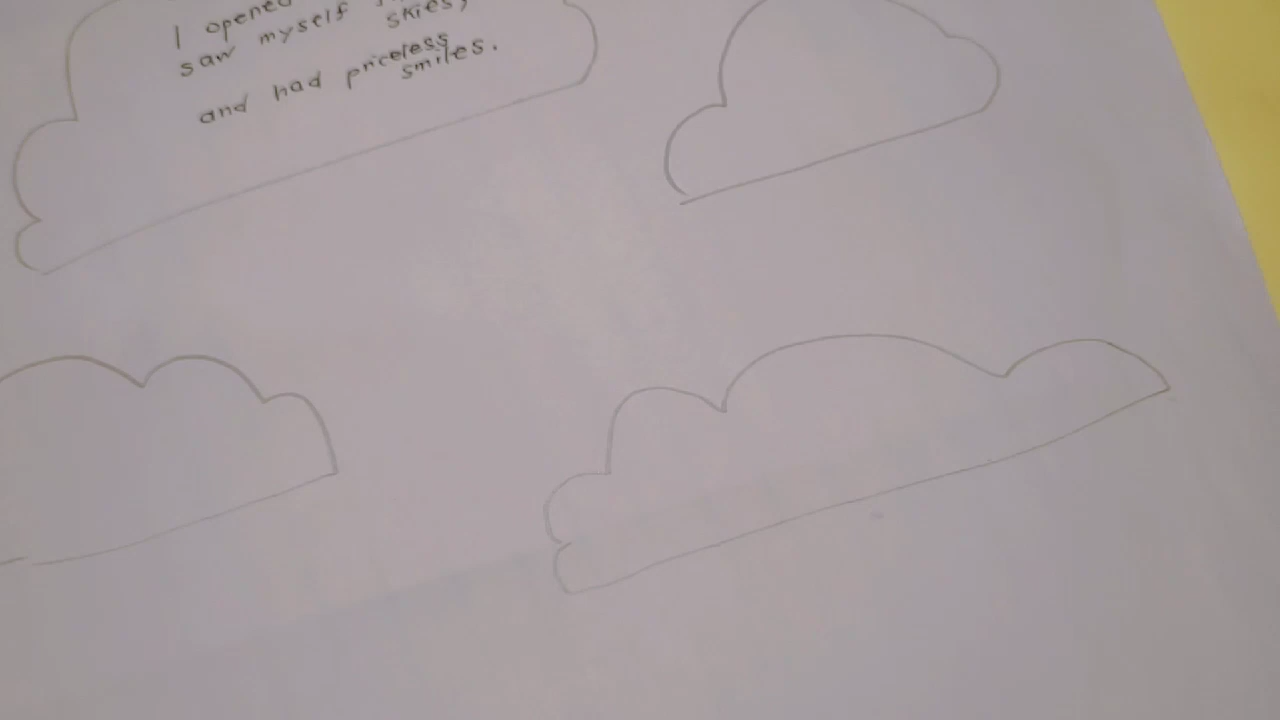 I opened
saw myself
skies,
and had priceless
smiles.